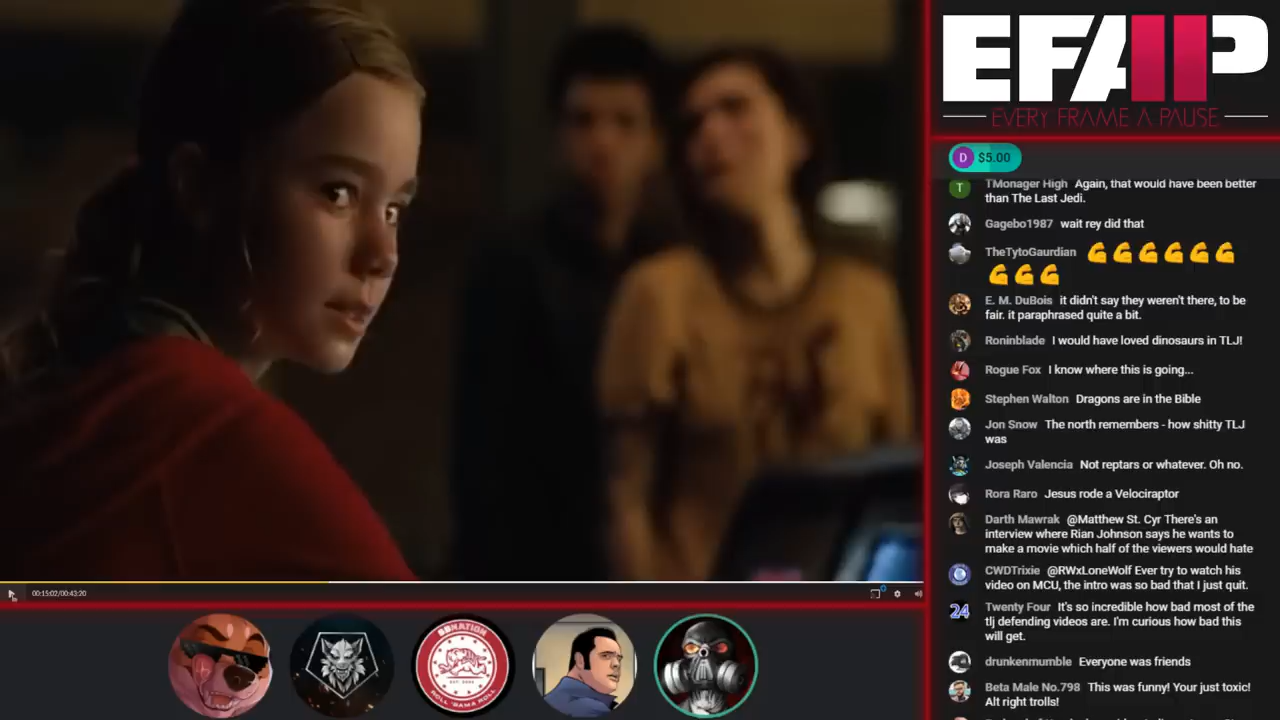 EFAP
EVERY FRAME A PAUSE
D $5.00
T TMonager High Again, that would have been better
than The Last Jedi.
Gagebo1987 wait rey did that
TheTytoGaurdian 💪💪💪💪💪💪
💪💪💪
E. M. DuBois it didn't say they weren't there, to be
fair. it paraphrased quite a bit.
Roninblade I would have loved dinosaurs in TLJ!
Rogue Fox I know where this is going...
Stephen Walton Dragons are in the Bible
Jon Snow The north remembers - how shitty TLJ
was
Joseph Valencia Not reptars or whatever. Oh no.
Rora Raro Jesus rode a Velociraptor
Darth Mawrak @Matthew St. Cyr There's an
interview where Rian Johnson says he wants to
make a movie which half of the viewers would hate
CWDTrixie @RWxLoneWolf Ever try to watch his
video on MCU, the intro was so bad that I just quit.
24 Twenty Four It's so incredible how bad most of the
tlj defending videos are. I'm curious how bad this
will get.
drunkenmumble Everyone was friends
Beta Male No.798 This was funny! Your just toxic!
Alt right trolls!
00:15:02/00:43:20
NATION
ROLL 'BAMA ROLL